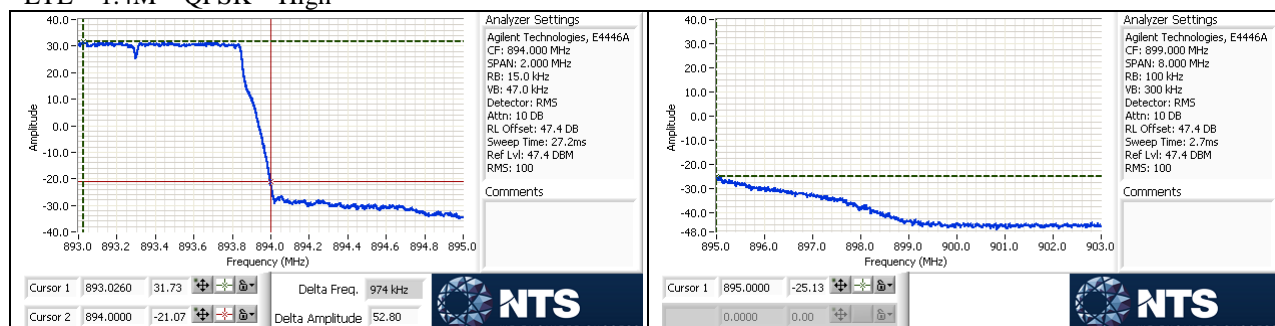 LTE 1.4M QPSK High
40.0
30.0
20.0
10.0
0.0
-10.0
-20.0
-30.0
-40.0
Amplitude
893.0 893.2 893.4 893.6 893.8 894.0 894.2 894.4 894.6 894.8 895.0
Frequency (MHz)
Analyzer Settings
Agilent Technologies, E4446A
CF: 894.000 MHz
SPAN: 2.000 MHz
RB: 15.0 kHz
VB: 47.0 kHz
Detector: RMS
Attn: 10 DB
RL Offset: 47.4 DB
Sweep Time: 27.2ms
Ref Lvl: 47.4 DBM
RMS: 100
Comments
Cursor 1 893.0260 31.73
Cursor 2 894.0000 -21.07
Delta Freq. 974 kHz
Delta Amplitude 52.80
NTS
40.0
30.0
20.0
10.0
0.0
-10.0
-20.0
-30.0
-40.0
-48.0
Amplitude
895.0 896.0 897.0 898.0 899.0 900.0 901.0 902.0 903.0
Frequency (MHz)
Analyzer Settings
Agilent Technologies, E4446A
CF: 899.000 MHz
SPAN: 8.000 MHz
RB: 100 kHz
VB: 300 kHz
Detector: RMS
Attn: 10 DB
RL Offset: 47.4 DB
Sweep Time: 2.7ms
Ref Lvl: 47.4 DBM
RMS: 100
Comments
Cursor 1 895.0000 -25.13
0.0000 0.00
NTS